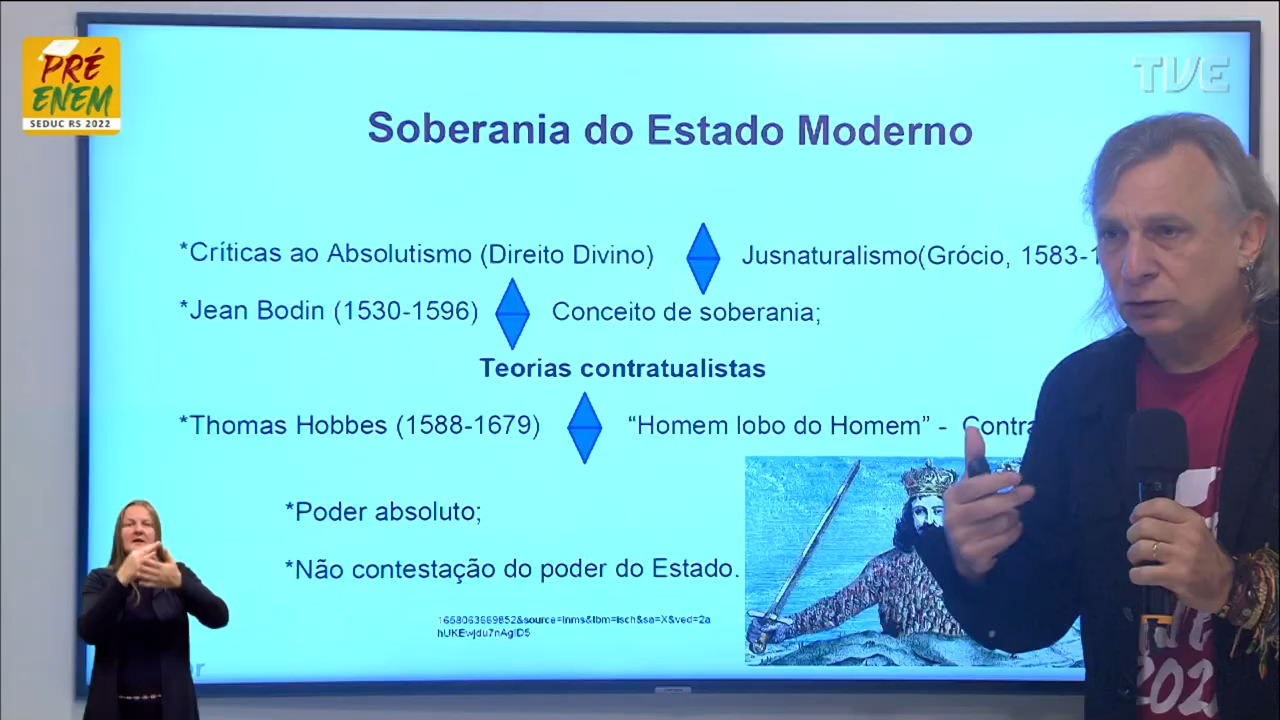 PRÉ
ENEM
SEDUC RS 2022
TVE
Soberania do Estado Moderno
*Críticas ao Absolutismo (Direito Divino) Jusnaturalismo(Grócio, 1583-
*Jean Bodin (1530-1596) Conceito de soberania;
Teorias contratualistas
*Thomas Hobbes (1588-1679) “Homem lobo do Homem” - Contra
*Poder absoluto;
*Não contestação do poder do Estado.